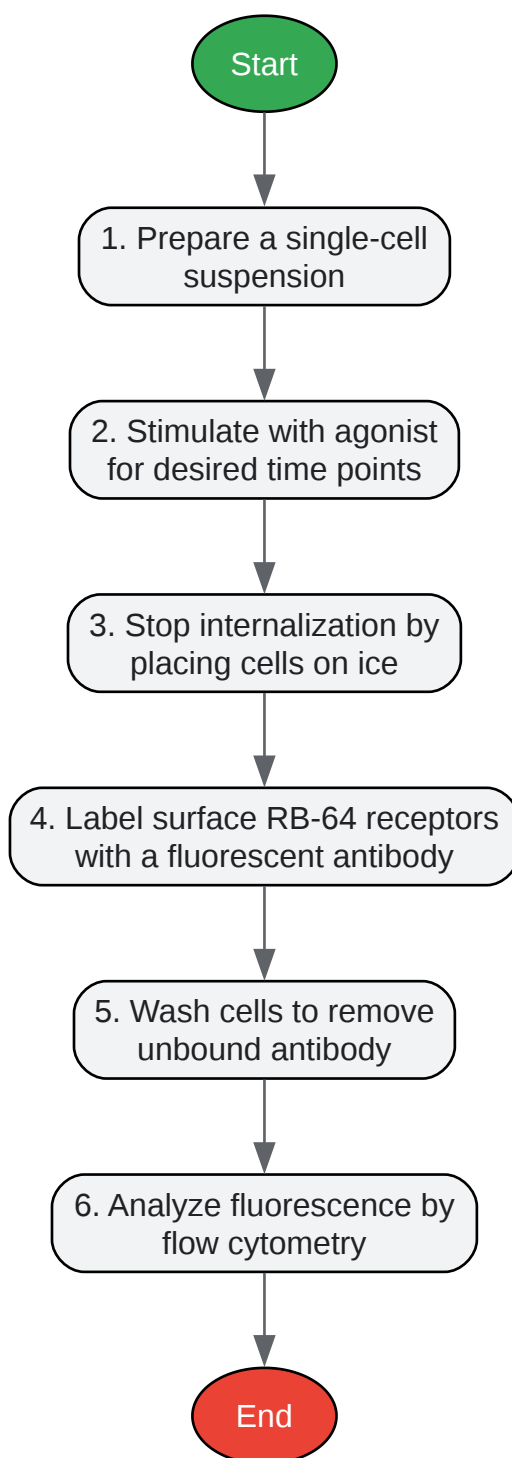 Start
1. Prepare a single-cell
suspension
2. Stimulate with agonist
for desired time points
3. Stop internalization by
placing cells on ice
4. Label surface RB-64 receptors
with a fluorescent antibody
5. Wash cells to remove
unbound antibody
6. Analyze fluorescence by
flow cytometry
End